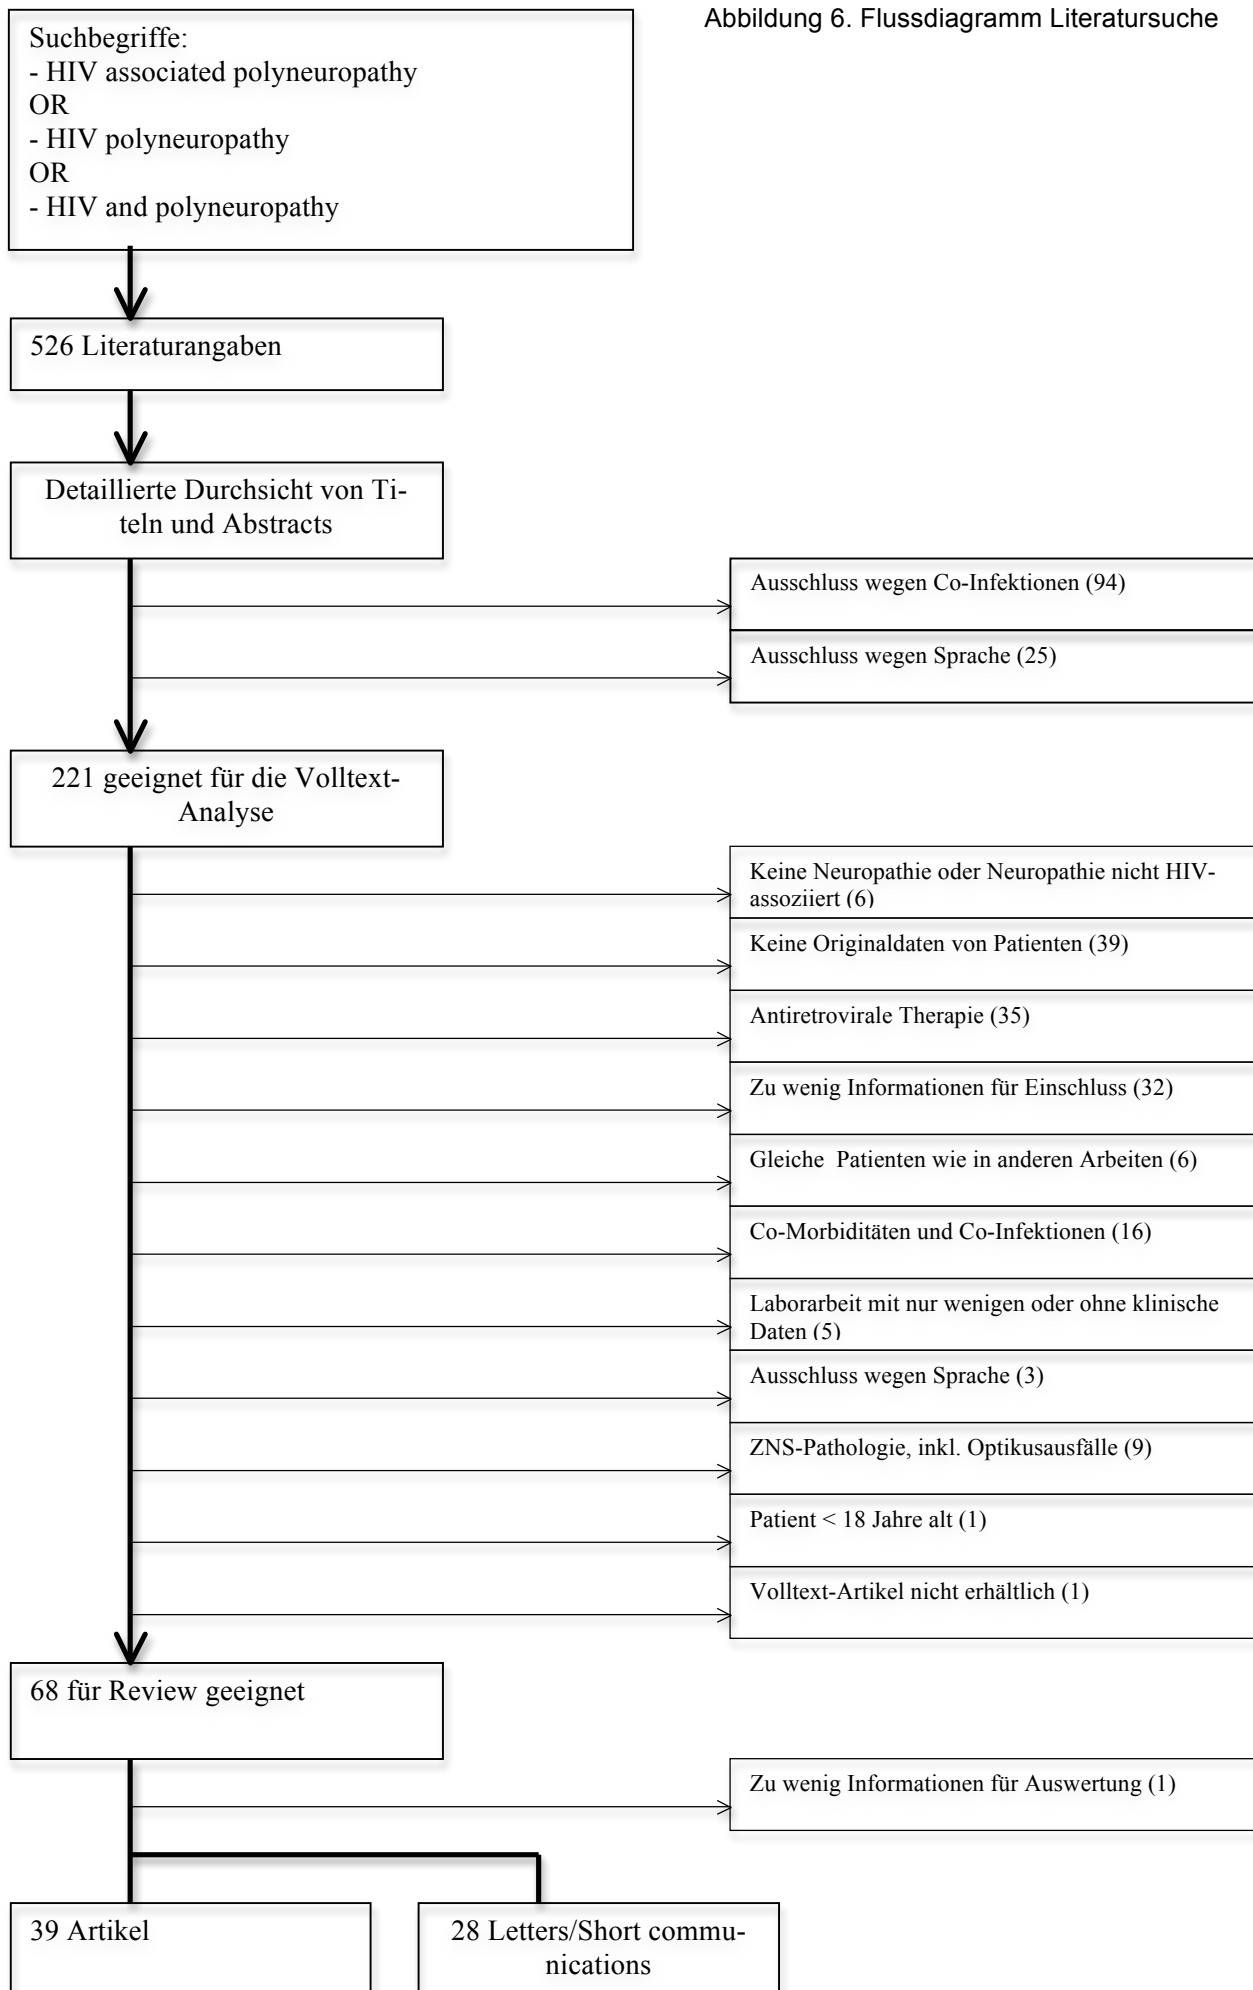 Abbildung 6. Flussdiagramm Literatursuche
Suchbegriffe:
- HIV associated polyneuropathy
OR
- HIV polyneuropathy
OR
- HIV and polyneuropathy
526 Literaturangaben
Detaillierte Durchsicht von Ti-
teln und Abstracts
Ausschluss wegen Co-Infektionen (94)
Ausschluss wegen Sprache (25)
221 geeignet für die Volltext-
Analyse
Keine Neuropathie oder Neuropathie nicht HIV-
assoziiert (6)
Keine Originaldaten von Patienten (39)
Antiretrovirale Therapie (35)
Zu wenig Informationen für Einschluss (32)
Gleiche Patienten wie in anderen Arbeiten (6)
Co-Morbiditäten und Co-Infektionen (16)
Laborarbeit mit nur wenigen oder ohne klinische
Daten (5)
Ausschluss wegen Sprache (3)
ZNS-Pathologie, inkl. Optikusausfälle (9)
Patient < 18 Jahre alt (1)
Volltext-Artikel nicht erhältlich (1)
68 für Review geeignet
Zu wenig Informationen für Auswertung (1)
39 Artikel
28 Letters/Short commu-
nications